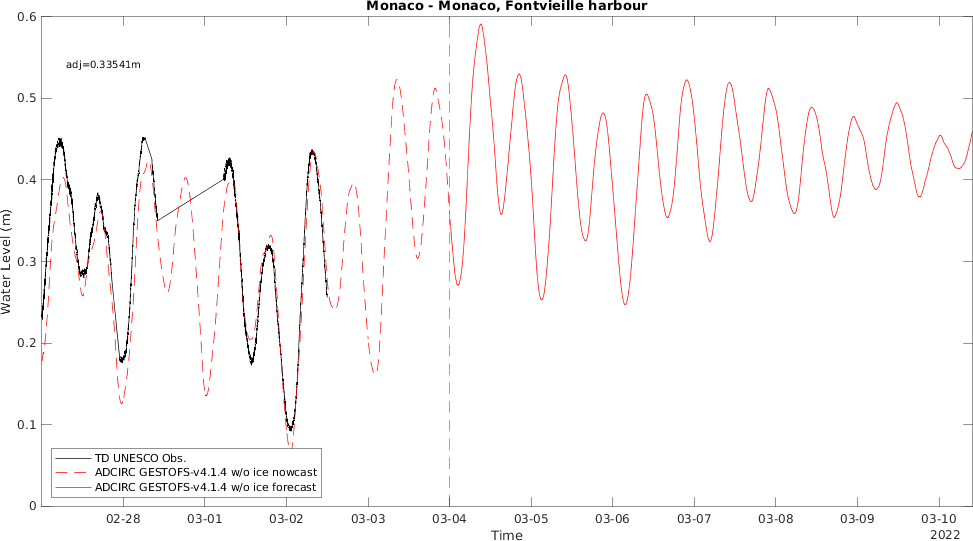 Monaco - Monaco, Fontvieille harbour
0.6
adj=0.33541m
0.5
0.4
0.3
0.2
0.1
0
Water Level (m)
TD UNESCO Obs.
ADCIRC GESTOFS-v4.1.4 w/o ice nowcast
ADCIRC GESTOFS-v4.1.4 w/o ice forecast
02-28 03-01 03-02 03-03 03-04 03-05 03-06 03-07 03-08 03-09 03-10
Time
2022